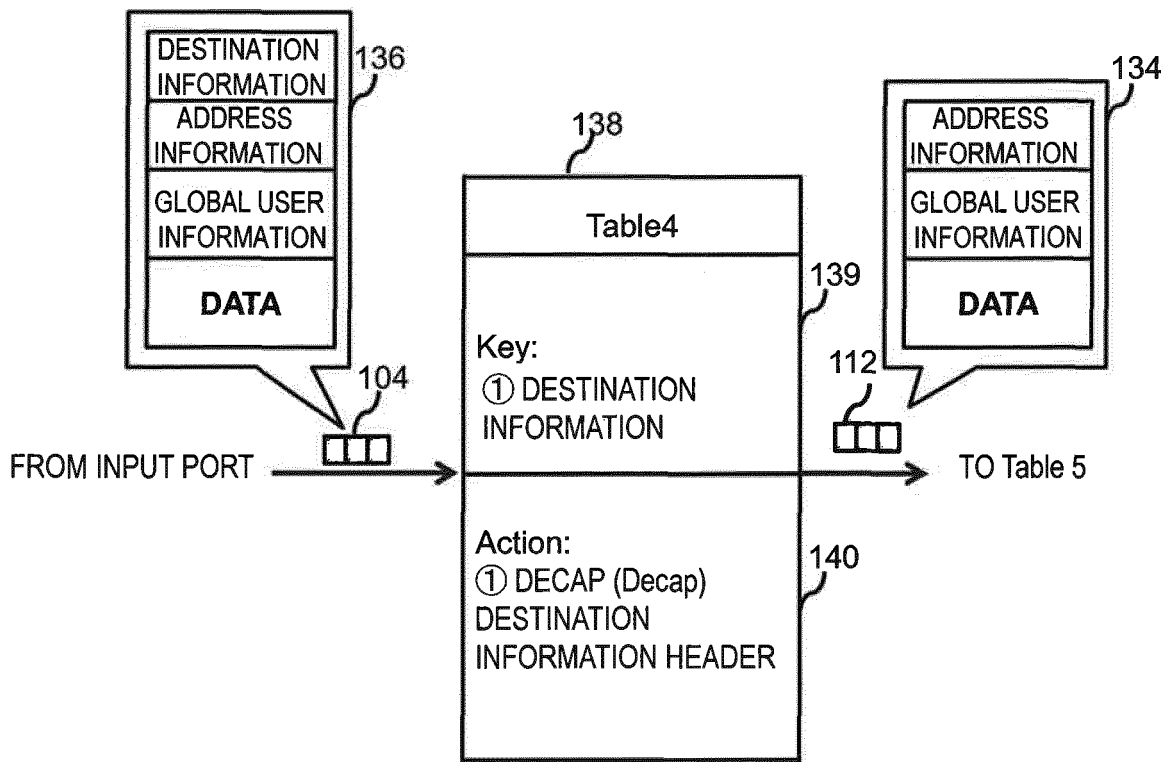 DESTINATION
INFORMATION
ADDRESS
INFORMATION
GLOBAL USER
INFORMATION
DATA
136
104
FROM INPUT PORT
138
Table4
139
Key:
① DESTINATION
INFORMATION
Action:
① DECAP (Decap)
DESTINATION
INFORMATION HEADER
140
134
ADDRESS
INFORMATION
GLOBAL USER
INFORMATION
DATA
112
TO Table 5